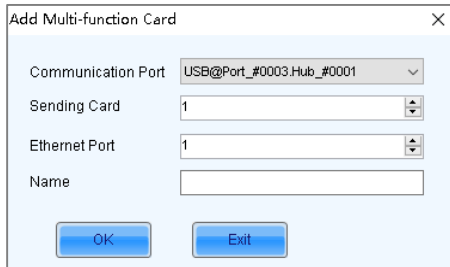 Add Multi-function Card
Communication Port USB@Port_#0003.Hub_#0001
Sending Card 1
Ethernet Port 1
Name
OK Exit